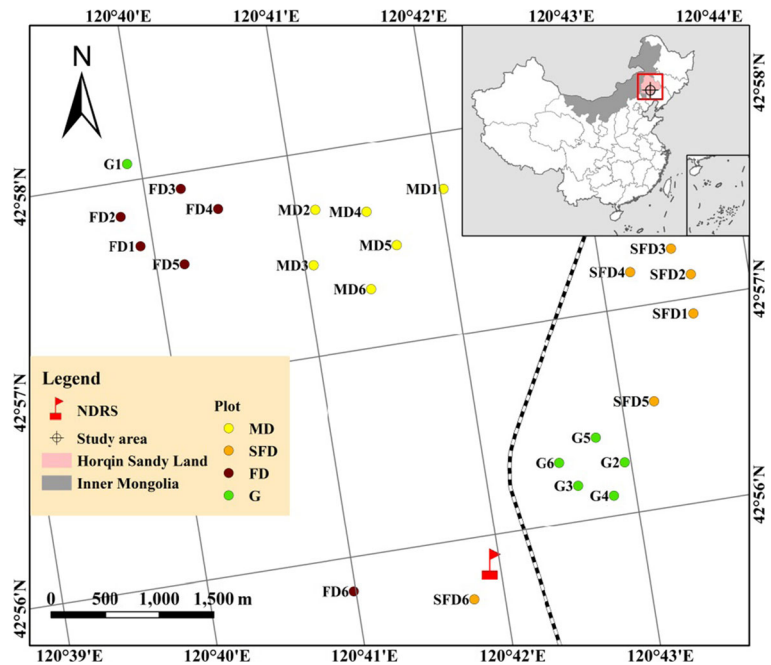 120°40'E 120°41'E 120°42'E 120°43'E 120°44'E
N
42°58'N
G1
FD3
FD4
FD2
FD1
FD5
MD1
MD2
MD4
MD5
MD3
MD6
42°58'N
SFD3
SFD4
SFD2
SFD1
42°57'N
SFD5
G5
G6
G2
G3
G4
42°57'N
42°56'N
Legend
NDRS
Study area
Horqin Sandy Land
Inner Mongolia
Plot
MD
SFD
FD
G
FD6
SFD6
42°56'N
0 500 1,000 1,500 m
120°39'E 120°40'E 120°41'E 120°42'E 120°43'E